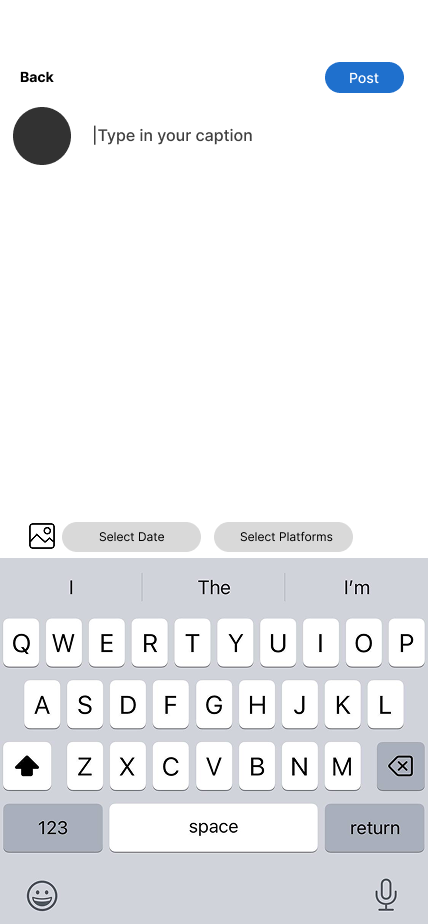 Back
Post
Type in your caption
Select Date
Select Platforms
I
The
I'm
Q W E R T Y U I O P
A S D F G H J K L
Z X C V B N M
123
space
return